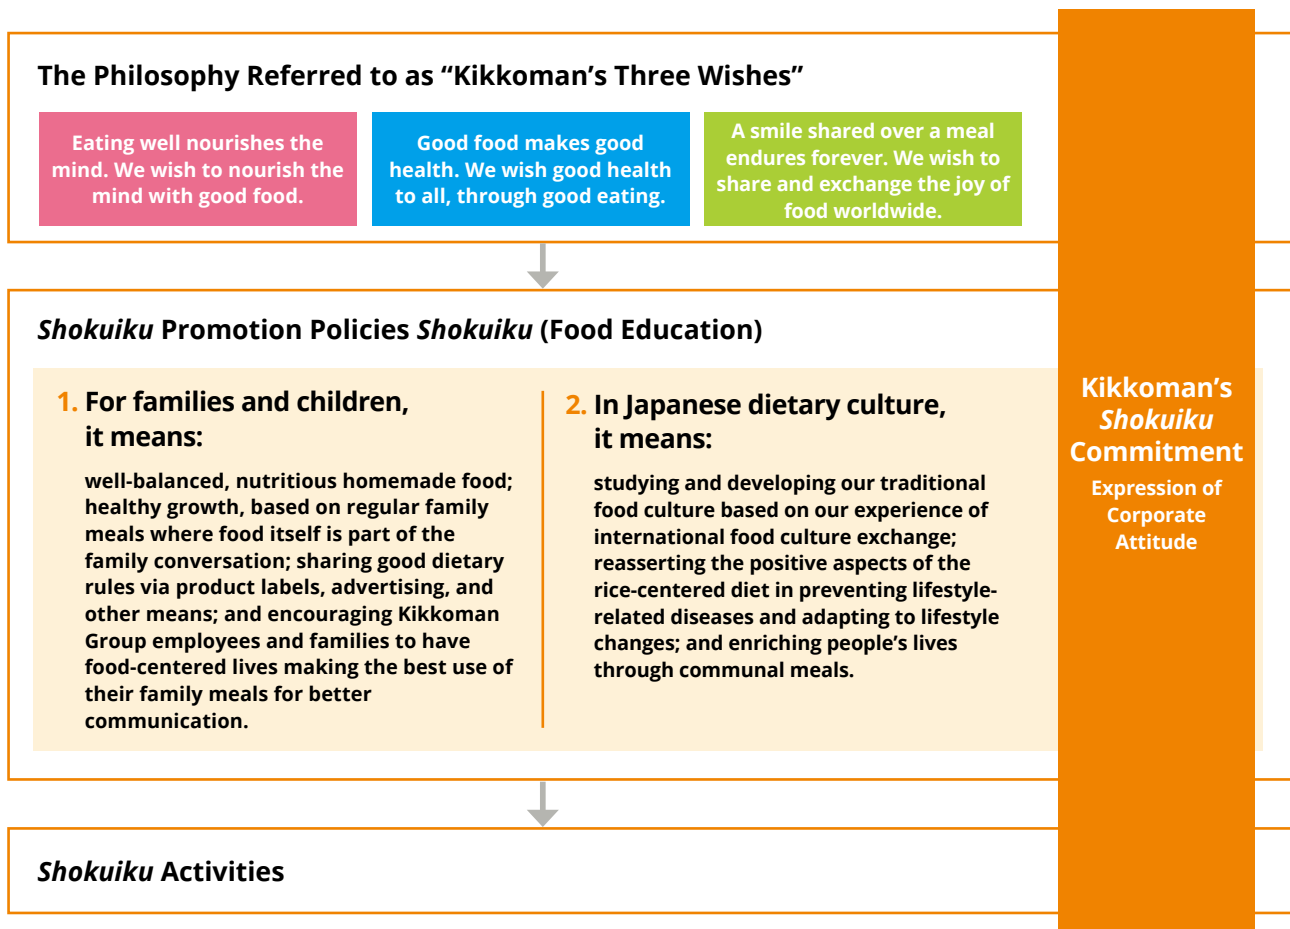 The Philosophy Referred to as “Kikkoman’s Three Wishes”
Eating well nourishes the
mind. We wish to nourish the
mind with good food.
Good food makes good
health. We wish good health
to all, through good eating.
A smile shared over a meal
endures forever. We wish to
share and exchange the joy of
food worldwide.
Shokuiku Promotion Policies Shokuiku (Food Education)
1. For families and children,
it means:
well-balanced, nutritious homemade food;
healthy growth, based on regular family
meals where food itself is part of the
family conversation; sharing good dietary
rules via product labels, advertising, and
other means; and encouraging Kikkoman
Group employees and families to have
food-centered lives making the best use of
their family meals for better
communication.
2. In Japanese dietary culture,
it means:
studying and developing our traditional
food culture based on our experience of
international food culture exchange;
reasserting the positive aspects of the
rice-centered diet in preventing lifestyle-
related diseases and adapting to lifestyle
changes; and enriching people’s lives
through communal meals.
Shokuiku Activities
Kikkoman’s
Shokuiku
Commitment
Expression of
Corporate
Attitude